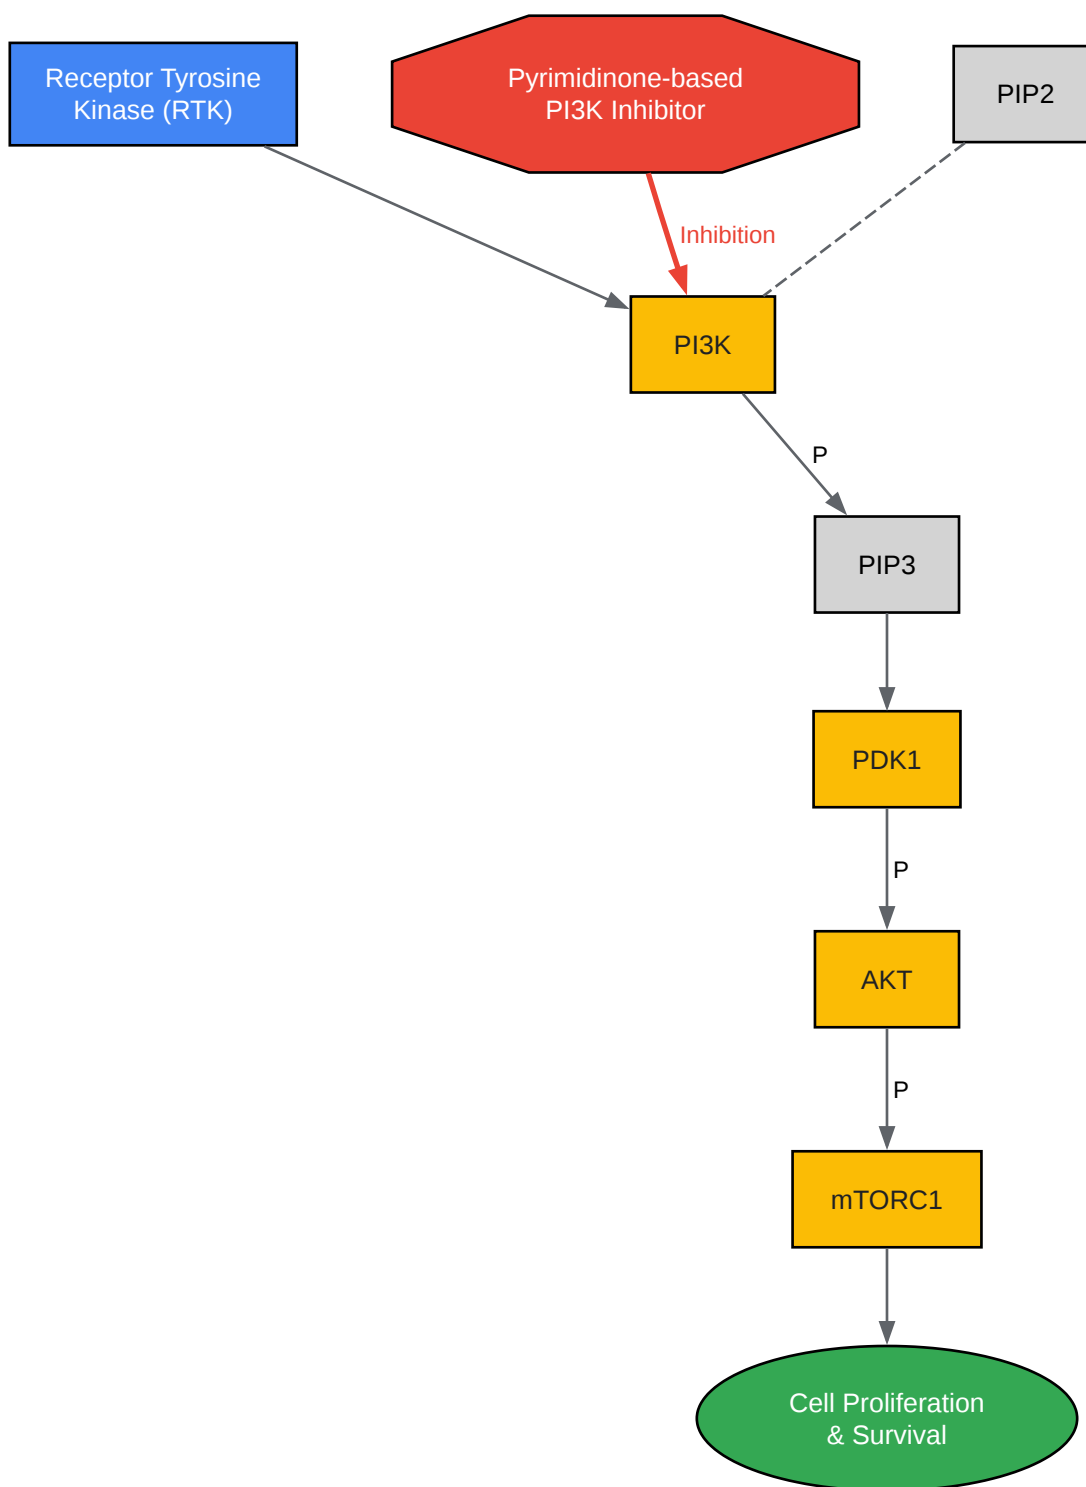 Receptor Tyrosine
Kinase (RTK)
Pyrimidinone-based
PI3K Inhibitor
PIP2
Inhibition
PI3K
P
PIP3
PDK1
P
AKT
P
mTORC1
Cell Proliferation
& Survival